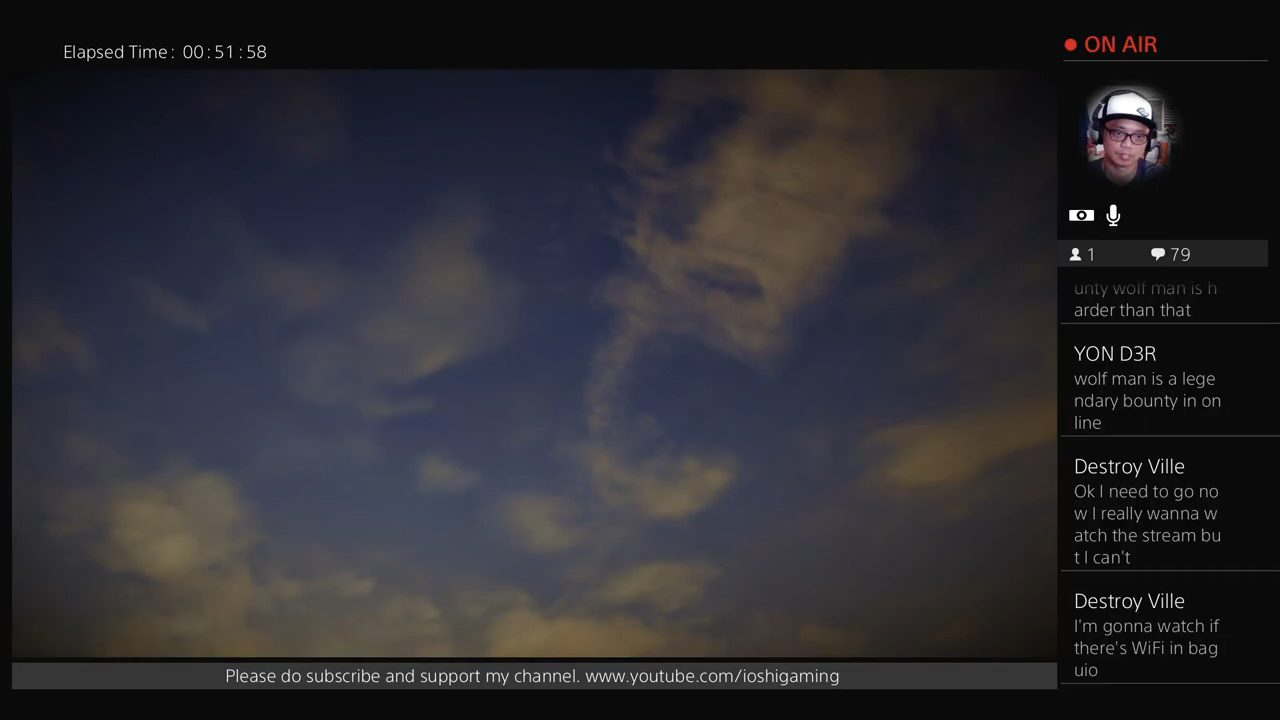 Elapsed Time: 00:51:58
ON AIR
1 79
unty wolf man is h
arder than that
YON D3R
wolf man is a lege
ndary bounty in on
line
Destroy Ville
Ok I need to go no
w I really wanna w
atch the stream bu
t I can't
Destroy Ville
I'm gonna watch if
there's WiFi in bag
uio
Please do subscribe and support my channel. www.youtube.com/ioshigaming